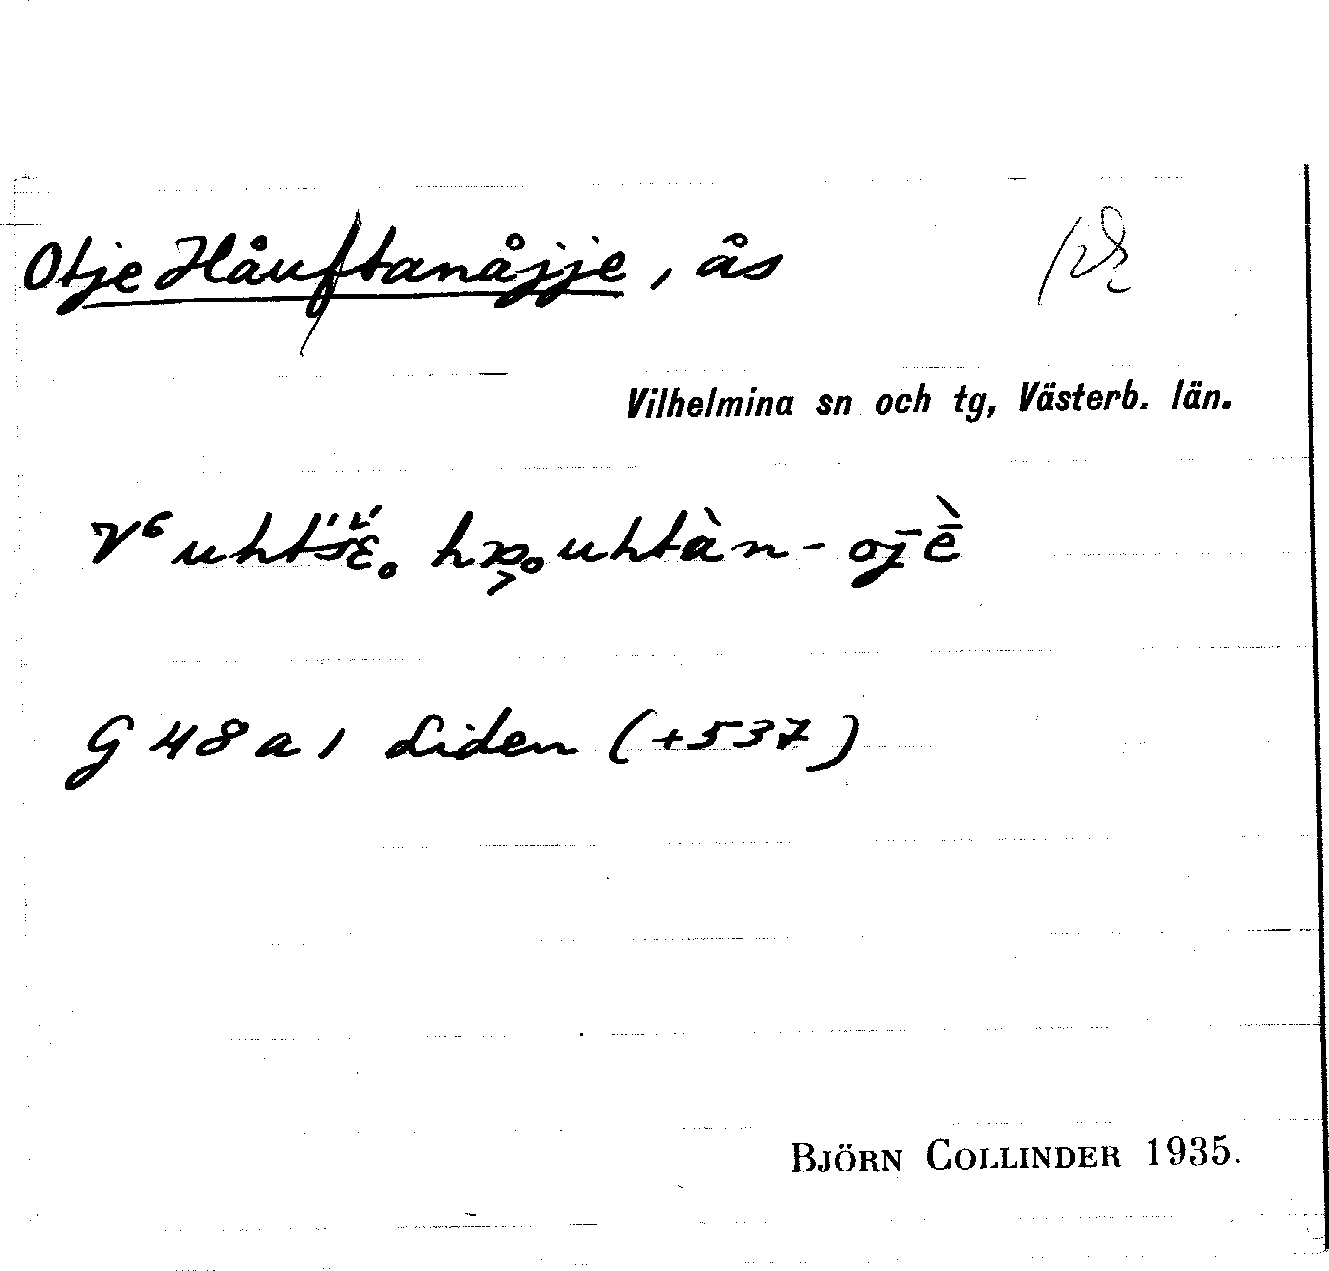 Otje Håuftanåjje, ås
Vilhelmina sn och tg, Västerb. län.
G 48 a 1 Liden (+537)
BJÖRN COLLINDER 1935.